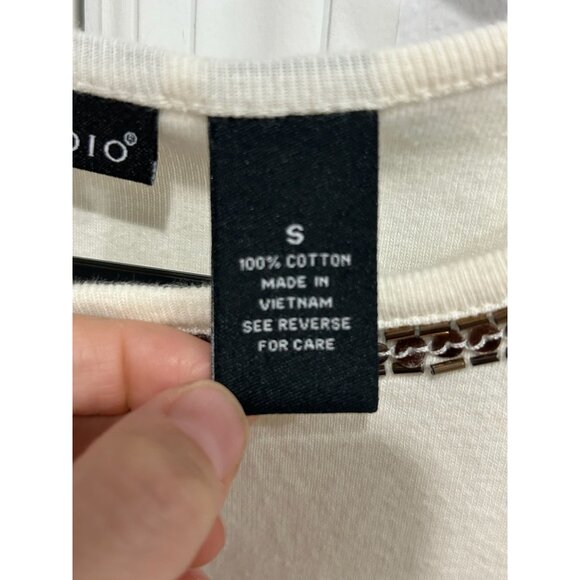 DIO®
S
100% COTTON
MADE IN
VIETNAM
SEE REVERSE
FOR CARE